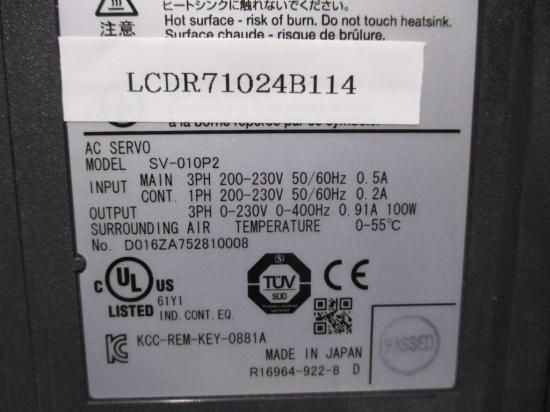 ヒートシンクに触れないでください。
注意
Hot surface - risk of burn. Do not touch heatsink.
Surface chaude - risque de brûlure.
LCDR71024B114
AC SERVO
MODEL SV-010P2
INPUT MAIN 3PH 200-230V 50/60Hz 0.5A
CONT. 1PH 200-230V 50/60Hz 0.2A
OUTPUT 3PH 0-230V 0-400Hz 0.91A 100W
SURROUNDING AIR TEMPERATURE 0-55℃
No. D016ZA752810008
C UL US
LISTED
61Y1
IND. CONT. EQ.
TÜV
SÜD
CE
KCC-REM-KEY-0881A
MADE IN JAPAN
R16964-922-8 D
PASSED